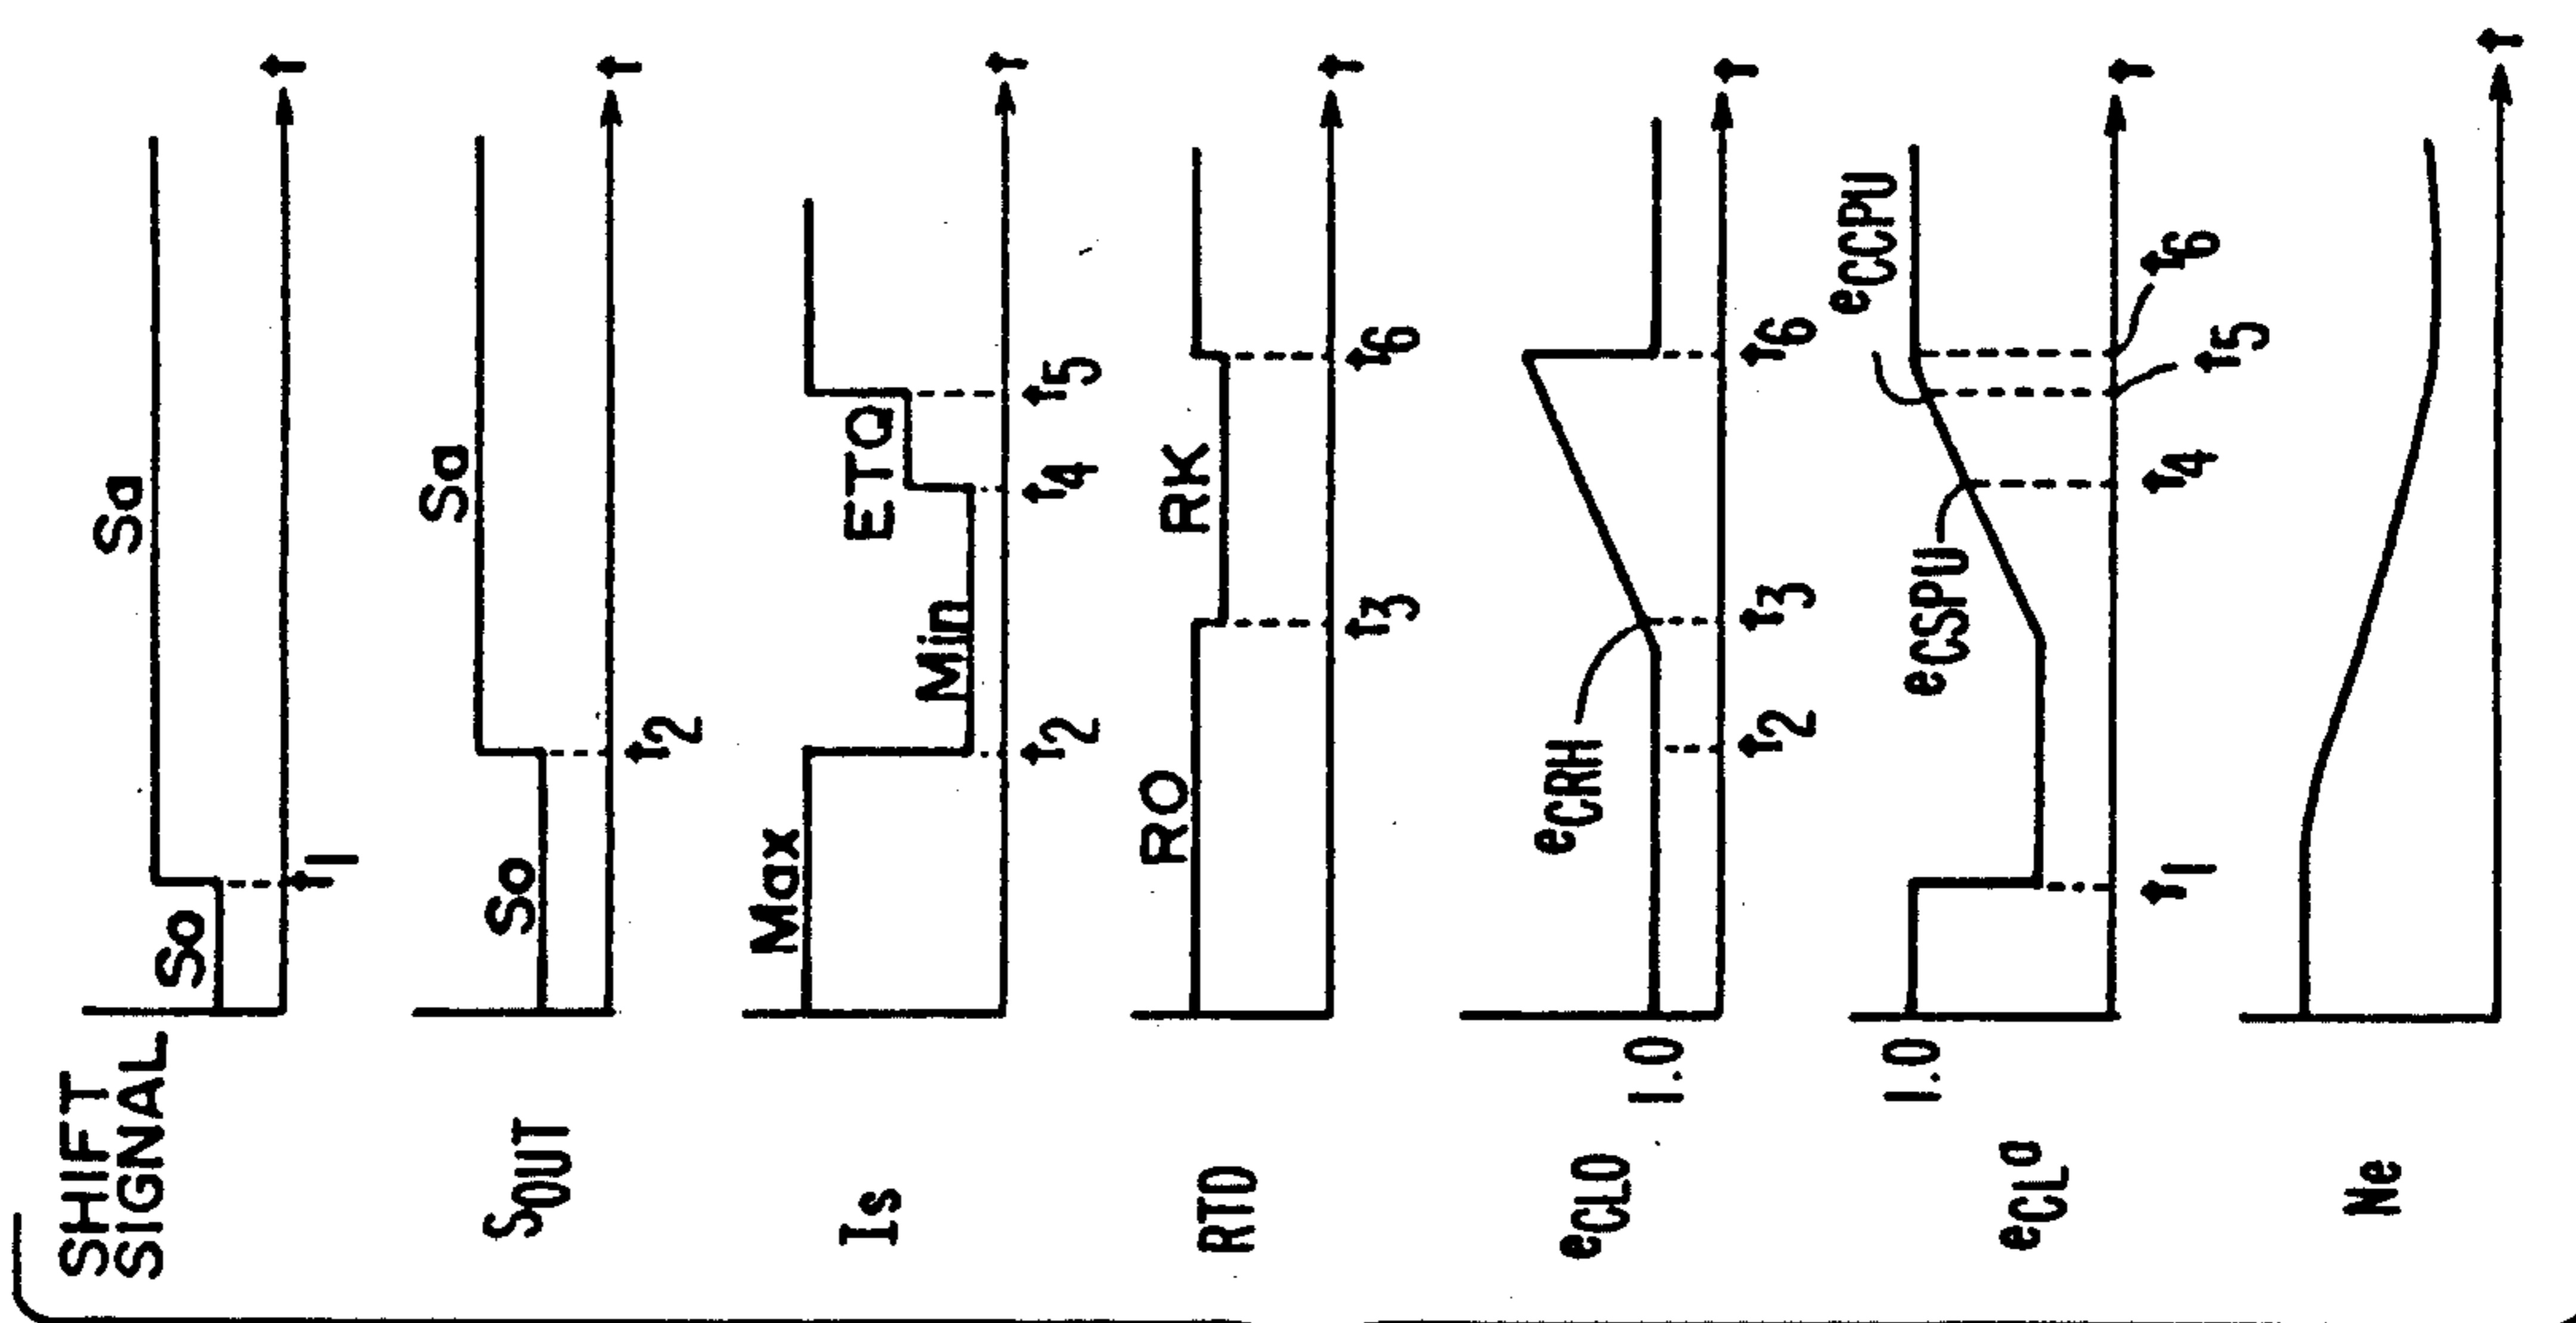 SHIFT
SIGNAL
So
Sa
t1
t
SOUT
So
Sa
t2
t
Is
Max
Min
ETQ
t2
t4
t5
t
RTD
RO
RK
t3
t6
t
eCLO
1.0
eCRH
t2
t3
t6
t
eCLa
1.0
eCSPU
eCCPU
t1
t4
t5
t6
t
Ne
t